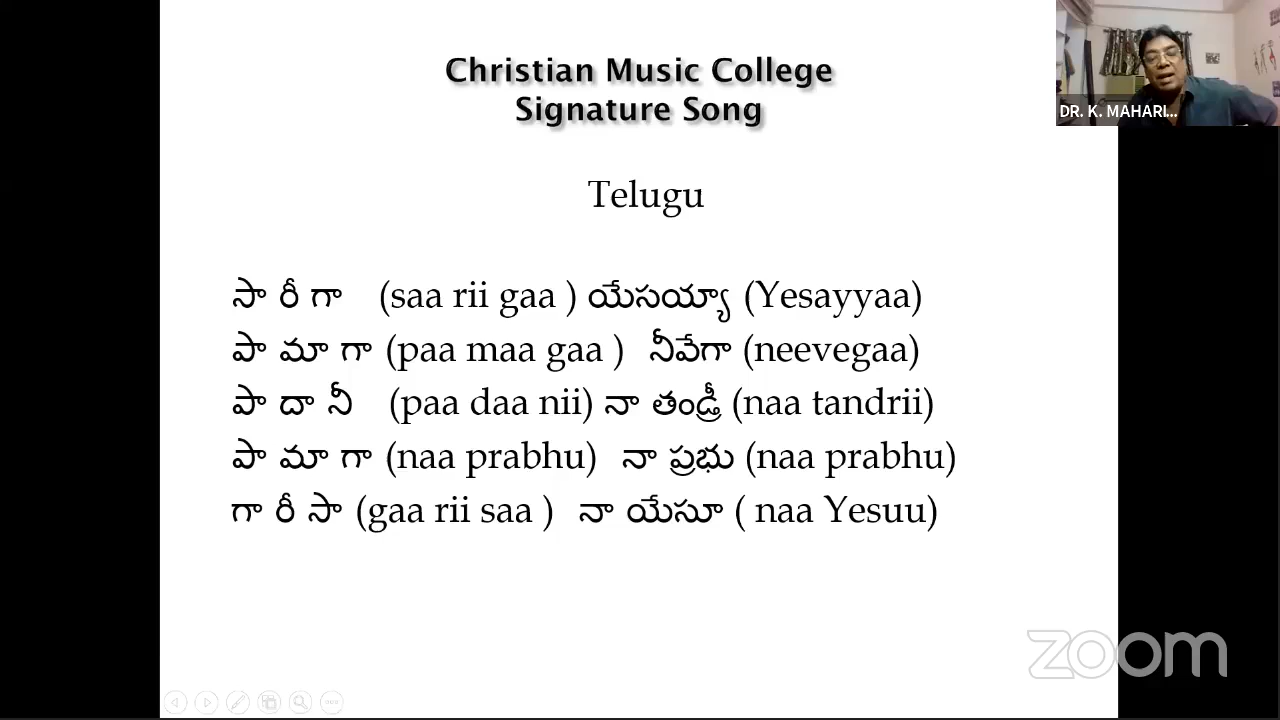 Christian Music College
Signature Song
DR. K. MAHARI...
Telugu
సా రీ గా (saa rii gaa ) యేసయ్యా (Yesayyaa)
పా మా గా (paa maa gaa ) నీవేగా (neevegaa)
పా దా నీ (paa daa nii) నా తండ్రీ (naa tandrii)
పా మా గా (naa prabhu) నా ప్రభు (naa prabhu)
గా రీ సా (gaa rii saa ) నా యేసూ ( naa Yesuu)
zoom